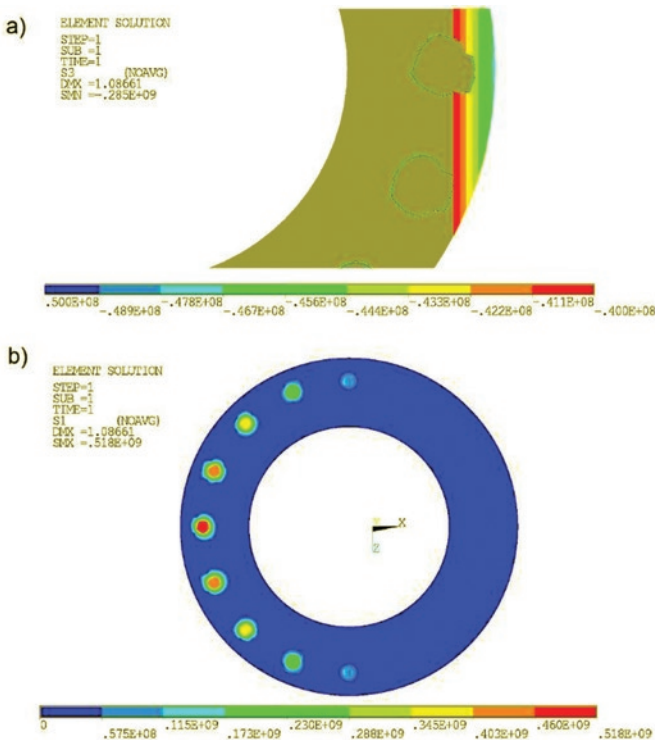 a)
ELEMENT SOLUTION
STEP=1
SUB =1
TIME=1
S3 (NOAVG)
DMX =1.08661
SMN =-.285E+09
.500E+08 -.478E+08 -.456E+08 -.433E+08 -.411E+08
-.489E+08 -.467E+08 -.444E+08 -.422E+08 -.400E+08
b)
ELEMENT SOLUTION
STEP=1
SUB =1
TIME=1
S1 (NOAVG)
DMX =1.08661
SMX =.518E+09
X
Z
0 .115E+09 .230E+09 .345E+09 .460E+09
.575E+08 .173E+09 .288E+09 .403E+09 .518E+09